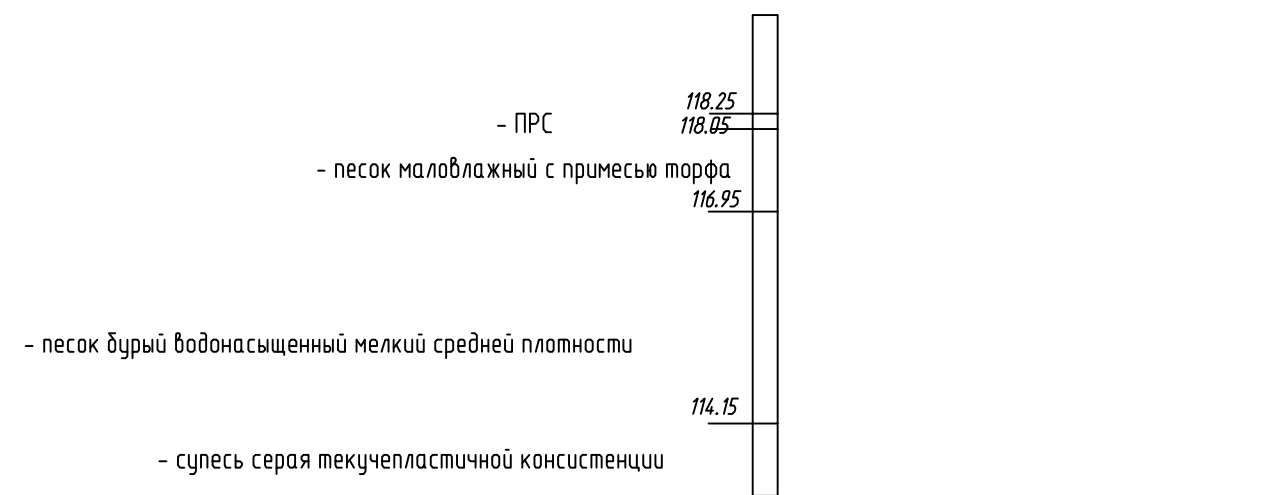 118.25
- ПРС
118.05
- песок маловлажный с примесью торфа
116.95
- песок бурый водонасыщенный мелкий средней плотности
114.15
- супесь серая текучепластичной консистенции